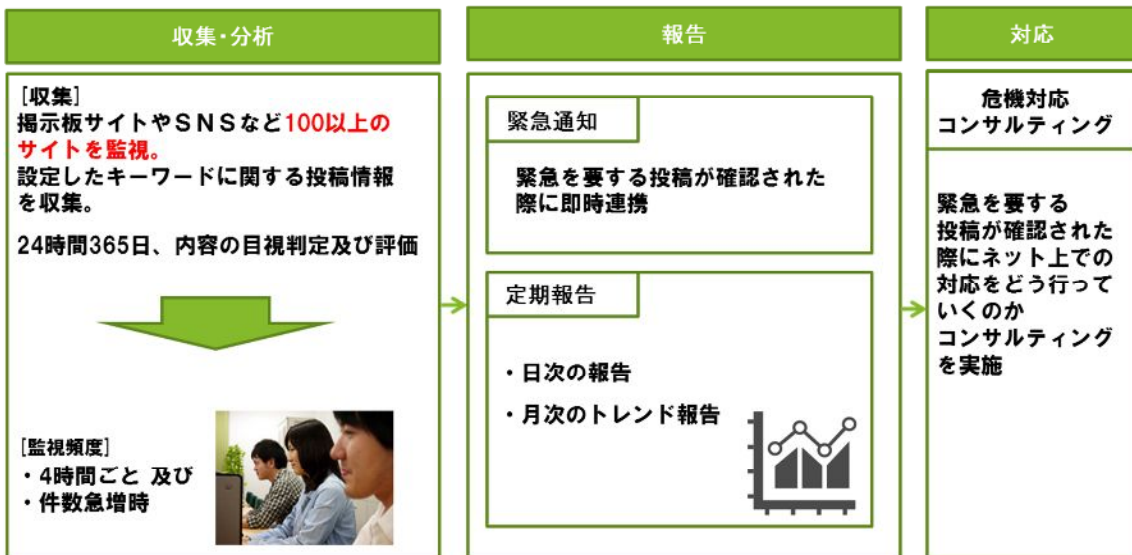 収集・分析
[収集]
掲示板サイトやSNSなど100以上の
サイトを監視。
設定したキーワードに関する投稿情報
を収集。
24時間365日、内容の目視判定及び評価
[監視頻度]
・4時間ごと 及び
・件数急増時
報告
緊急通知
緊急を要する投稿が確認された
際に即時連携
定期報告
・日次の報告
・月次のトレンド報告
対応
危機対応
コンサルティング
緊急を要する
投稿が確認された
際にネット上での
対応をどう行って
いくのか
コンサルティング
を実施